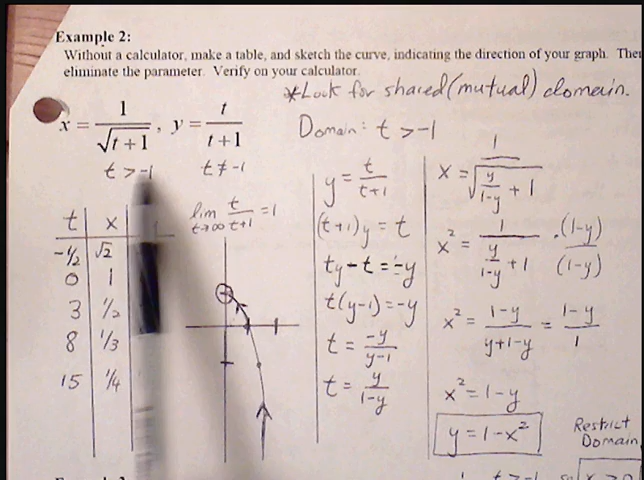 Example 2:
Without a calculator, make a table, and sketch the curve, indicating the direction of your graph. The
eliminate the parameter. Verify on your calculator.
*Look for shared (mutual) domain.
x = 1/√(t+1), y = t/(t+1)
Domain: t > -1
t > -1 t ≠ -1
lim t→∞ t/(t+1) = 1
t x
-1/2 √2
0 1
3 1/2
8 1/3
15 1/4
y = t/(t+1)
(t+1)y = t
ty - t = -y
t(y-1) = -y
t = -y/(y-1)
t = y/(1-y)
x = 1/√(y/(1-y) + 1)
x² = 1/(y/(1-y) + 1) · (1-y)/(1-y)
x² = (1-y)/(y+1-y) = (1-y)/1
x² = 1-y
y = 1-x²
Restrict
Domain
t > -1